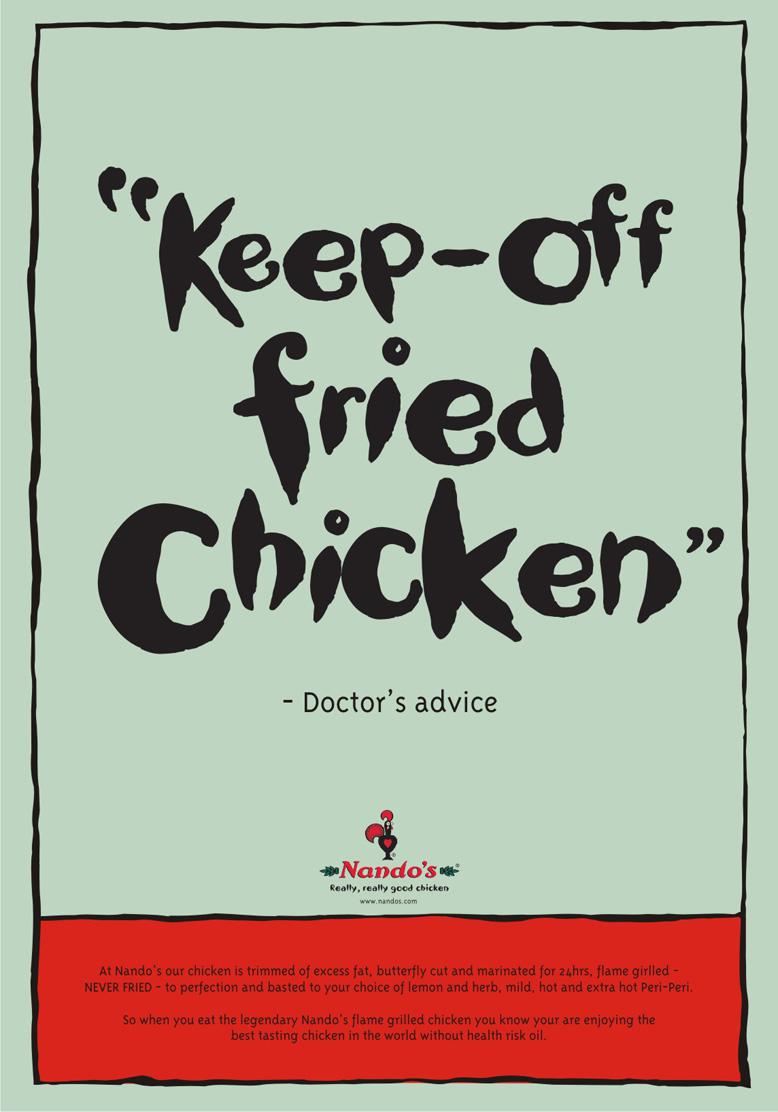 “Keep-off
fried
Chicken”
- Doctor’s advice
Nando’s®
Really, really good chicken
www.nandos.com
At Nando’s our chicken is trimmed of excess fat, butterfly cut and marinated for 24hrs, flame girlled -
NEVER FRIED - to perfection and basted to your choice of lemon and herb, mild, hot and extra hot Peri-Peri.
So when you eat the legendary Nando’s flame grilled chicken you know your are enjoying the
best tasting chicken in the world without health risk oil.